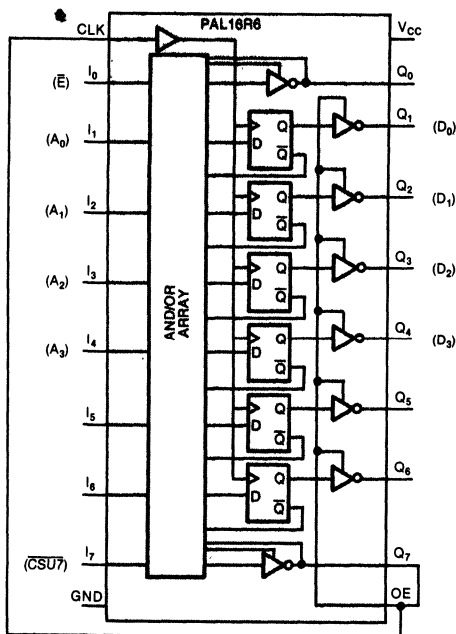 PAL16R6
CLK
VCC
(E̅) I0
Q0
I1
(A0)
Q
D
Q̅
Q1
(D0)
I2
(A1)
Q
D
Q̅
Q2
(D1)
I3
(A2)
Q
D
Q̅
Q3
(D2)
AND/OR
ARRAY
I4
(A3)
Q
D
Q̅
Q4
(D3)
I5
Q
D
Q̅
Q5
I6
Q
D
Q̅
Q6
(C̅S̅U̅7̅) I7
Q7
GND
OE